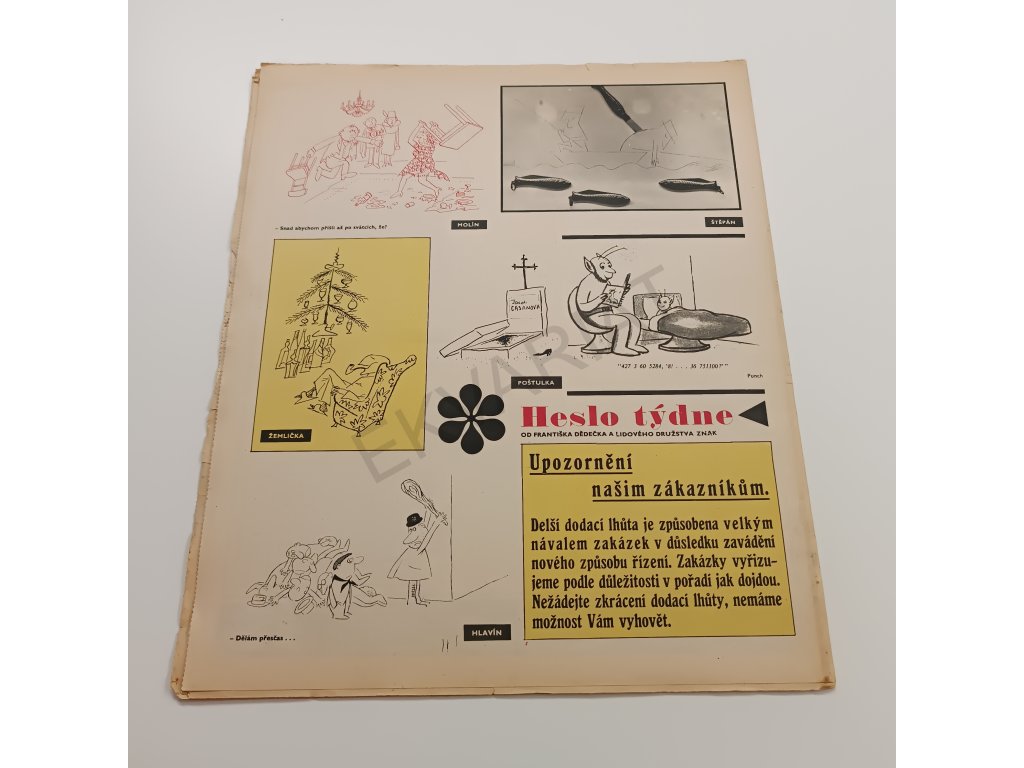 – Snad abychom přišli až po svátcích, že?
MOLÍN
ŠTĚPÁN
ŽEMLIČKA
CASANOVA
POŠTULKA
"427 J 60 5284, '8! . . . , 36 7511007"
Punch
Heslo týdne
OD FRANTIŠKA DĚDEČKA A LIDOVÉHO DRUŽSTVA ZNAK
Upozornění
našim zákazníkům.
Delší dodací lhůta je způsobena velkým
návalem zakázek v důsledku zavádění
nového způsobu řízení. Zakázky vyřizu-
jeme podle důležitosti v pořadí jak dojdou.
Nežádejte zkrácení dodací lhůty, nemáme
možnost Vám vyhovět.
– Dělám přesčas . . .
HLAVÍN
EKVARIAT